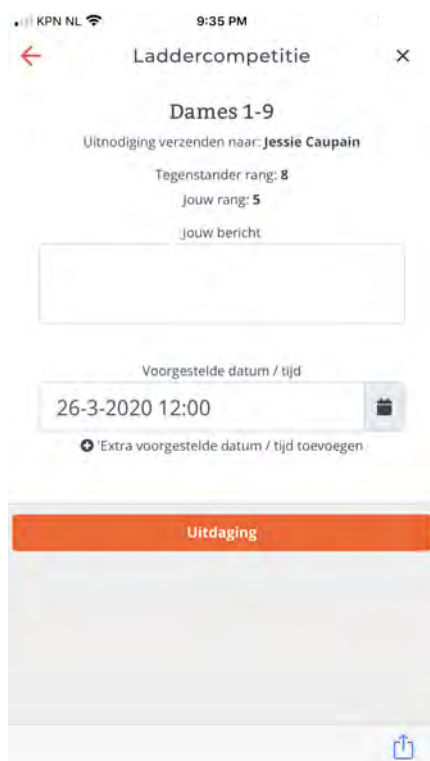 KPN NL 9:35 PM
Laddercompetitie
Dames 1-9
Uitnodiging verzenden naar: Jessie Caupain
Tegenstander rang: 8
Jouw rang: 5
Jouw bericht
Voorgestelde datum / tijd
26-3-2020 12:00
'Extra voorgestelde datum / tijd toevoegen
Uitdaging